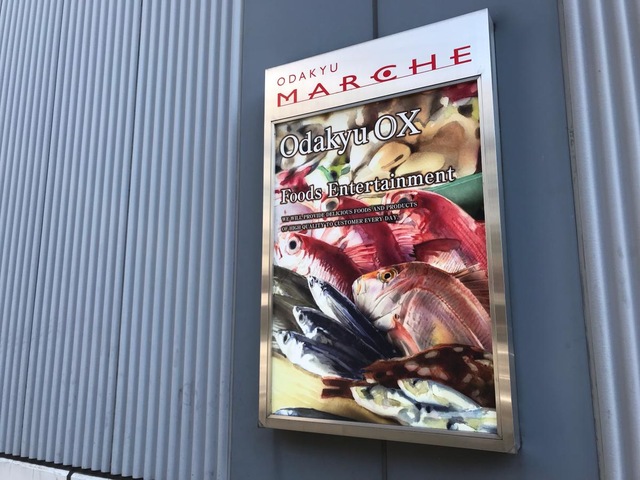 ODAKYU
MARCHE
Odakyu OX
Foods Entertainment
WE WILL PROVIDE DELICIOUS FOODS AND PRODUCTS
OF HIGH QUALITY TO CUSTOMER EVERY DAY.